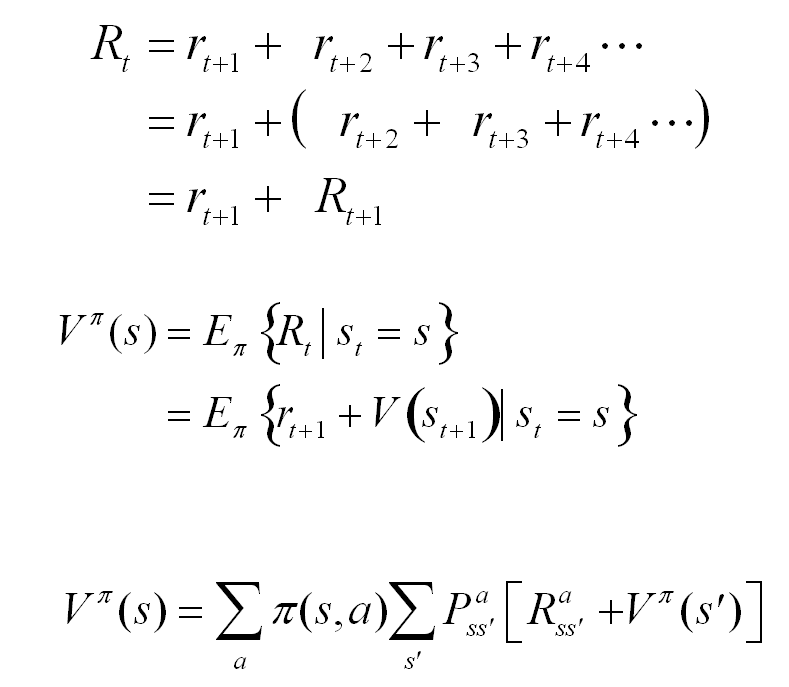 R_t = r_{t+1} + r_{t+2} + r_{t+3} + r_{t+4} ⋯
= r_{t+1} + ( r_{t+2} + r_{t+3} + r_{t+4} ⋯ )
= r_{t+1} + R_{t+1}
V^π(s) = E_π {R_t | s_t = s}
= E_π {r_{t+1} + V(s_{t+1}) | s_t = s}
V^π(s) = ∑_a π(s,a) ∑_{s′} P^a_{ss′} [R^a_{ss′} + V^π(s′)]